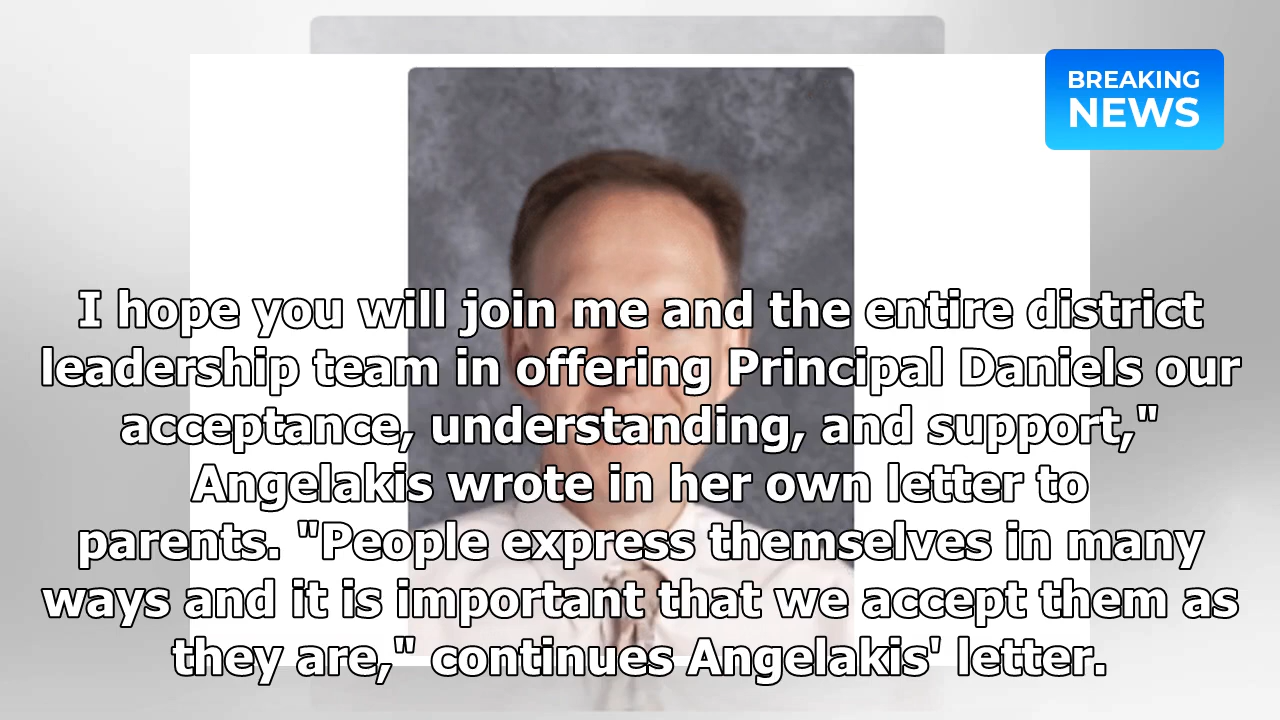 BREAKING
NEWS
I hope you will join me and the entire district
leadership team in offering Principal Daniels our
acceptance, understanding, and support,"
Angelakis wrote in her own letter to
parents. "People express themselves in many
ways and it is important that we accept them as
they are," continues Angelakis' letter.